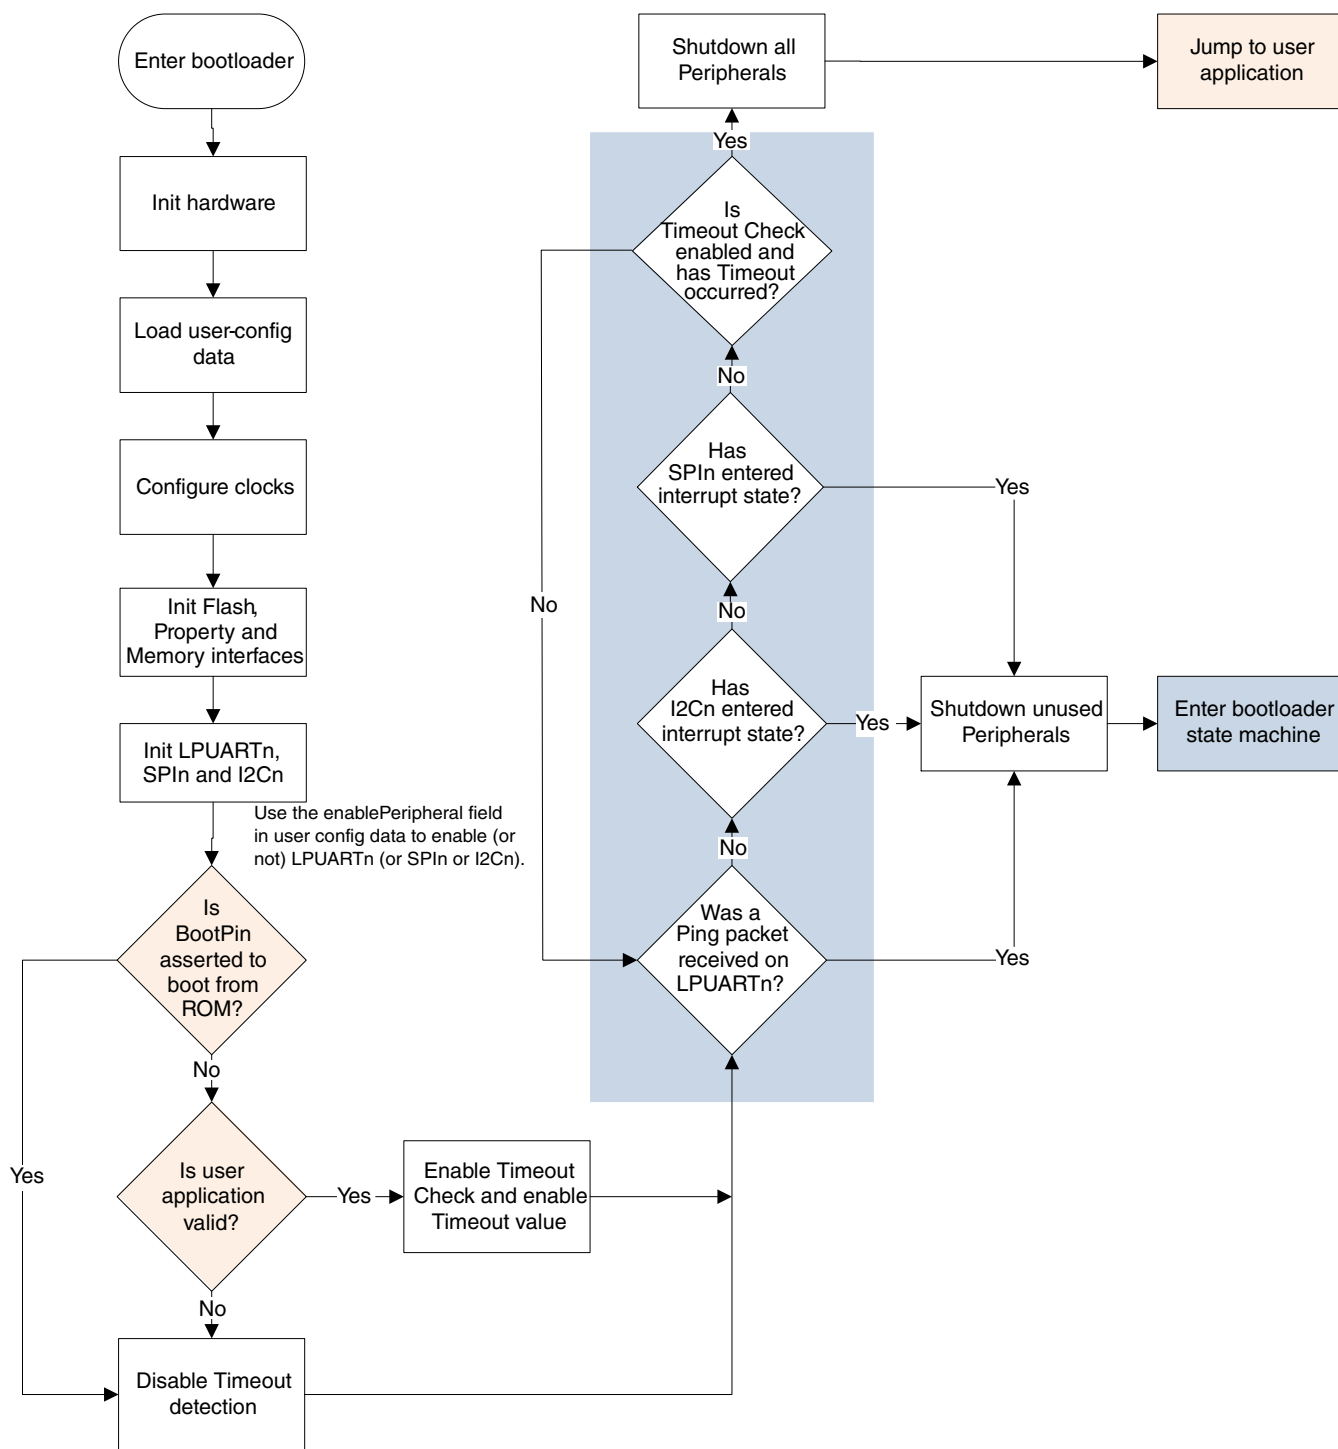 Enter bootloader
Init hardware
Load user-config
data
Configure clocks
Init Flash,
Property and
Memory interfaces
Init LPUARTn,
SPIn and I2Cn
Use the enablePeripheral field
in user config data to enable (or
not) LPUARTn (or SPIn or I2Cn).
Is
BootPin
asserted to
boot from
ROM?
No
Yes
Is user
application
valid?
Yes
Enable Timeout
Check and enable
Timeout value
No
Disable Timeout
detection
Shutdown all
Peripherals
Jump to user
application
Yes
Is
Timeout Check
enabled and
has Timeout
occurred?
No
No
Has
SPIn entered
interrupt state?
Yes
No
Has
I2Cn entered
interrupt state?
Yes
Shutdown unused
Peripherals
Enter bootloader
state machine
No
Was a
Ping packet
received on
LPUARTn?
Yes